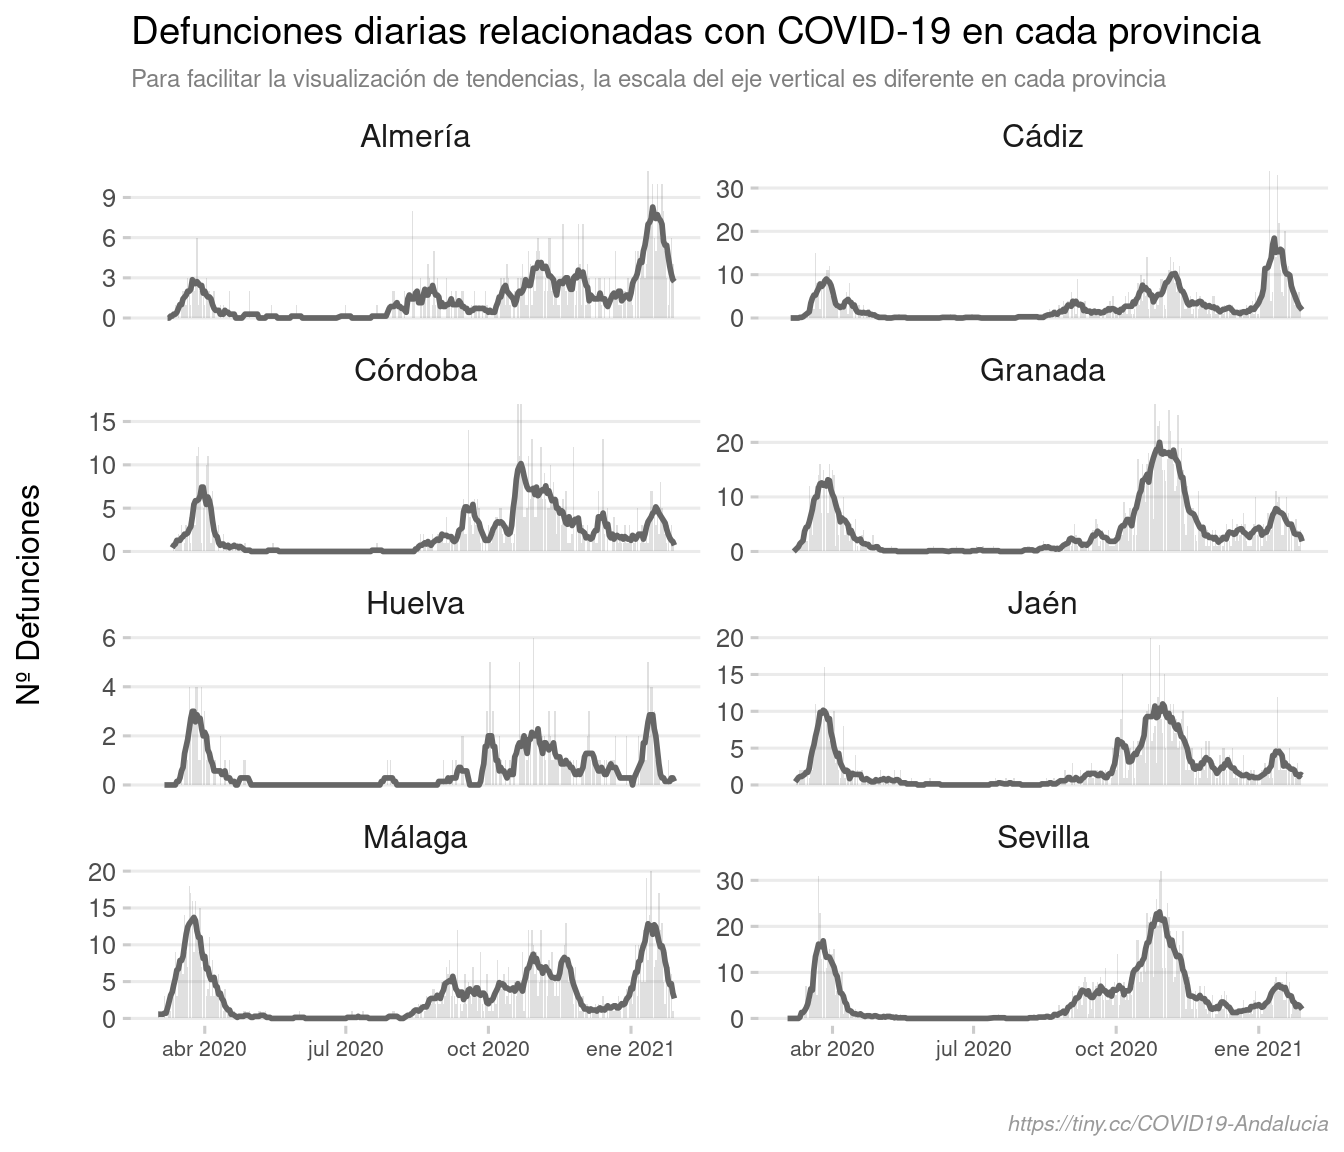 Defunciones diarias relacionadas con COVID-19 en cada provincia
Para facilitar la visualización de tendencias, la escala del eje vertical es diferente en cada provincia
Nº Defunciones
Almería
9
6
3
0
Cádiz
30
20
10
0
Córdoba
15
10
5
0
Granada
20
10
0
Huelva
6
4
2
0
Jaén
20
15
10
5
0
Málaga
20
15
10
5
0
abr 2020 jul 2020 oct 2020 ene 2021
Sevilla
30
20
10
0
abr 2020 jul 2020 oct 2020 ene 2021
https://tiny.cc/COVID19-Andalucia